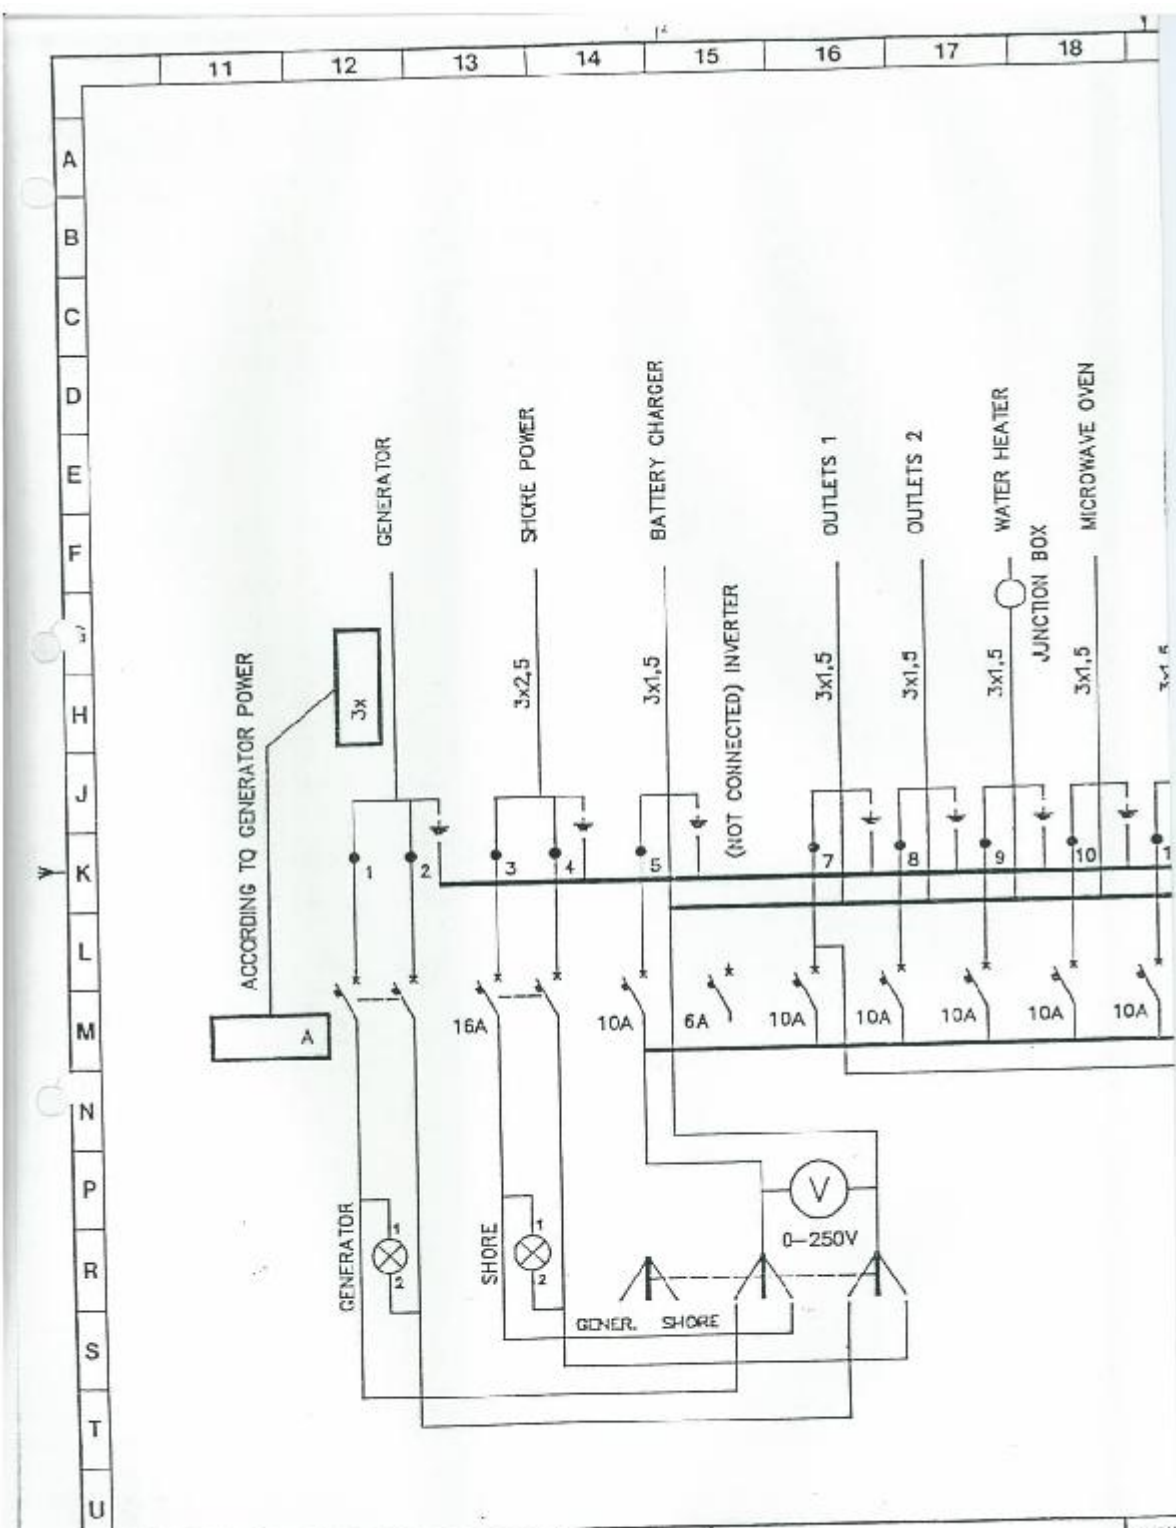 11 12 13 14 15 16 17 18
A
B
C
D
E
F
H
J
K
L
M
N
P
R
S
T
U
GENERATOR
SHORE POWER
BATTERY CHARGER
OUTLETS 1
OUTLETS 2
WATER HEATER
MICROWAVE OVEN
JUNCTION BOX
ACCORDING TO GENERATOR POWER
3x
3x2,5
3x1,5
(NOT CONNECTED) INVERTER
3x1,5
3x1,5
3x1,5
3x1,5
1 2 3 4 5 7 8 9 10
A
16A 10A 6A 10A 10A 10A 10A 10A
GENERATOR
1
2
SHORE
1
2
V
0-250V
GENER. SHORE